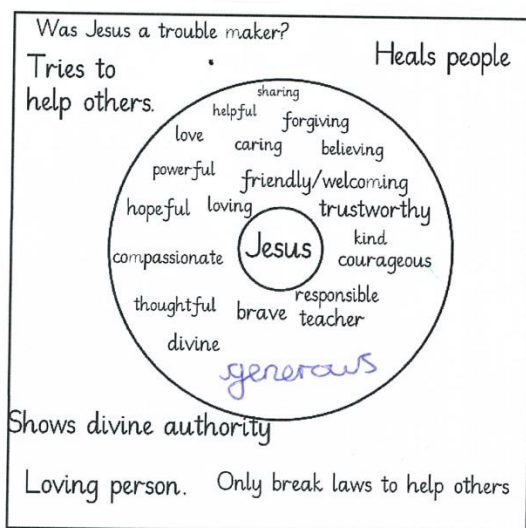 Was Jesus a trouble maker?
Tries to
help others.
Heals people
sharing
helpful
forgiving
love
caring
believing
powerful
friendly/welcoming
hopeful
loving
trustworthy
Jesus
kind
compassionate
courageous
thoughtful
brave
responsible
teacher
divine
generous
Shows divine authority
Loving person.
Only break laws to help others